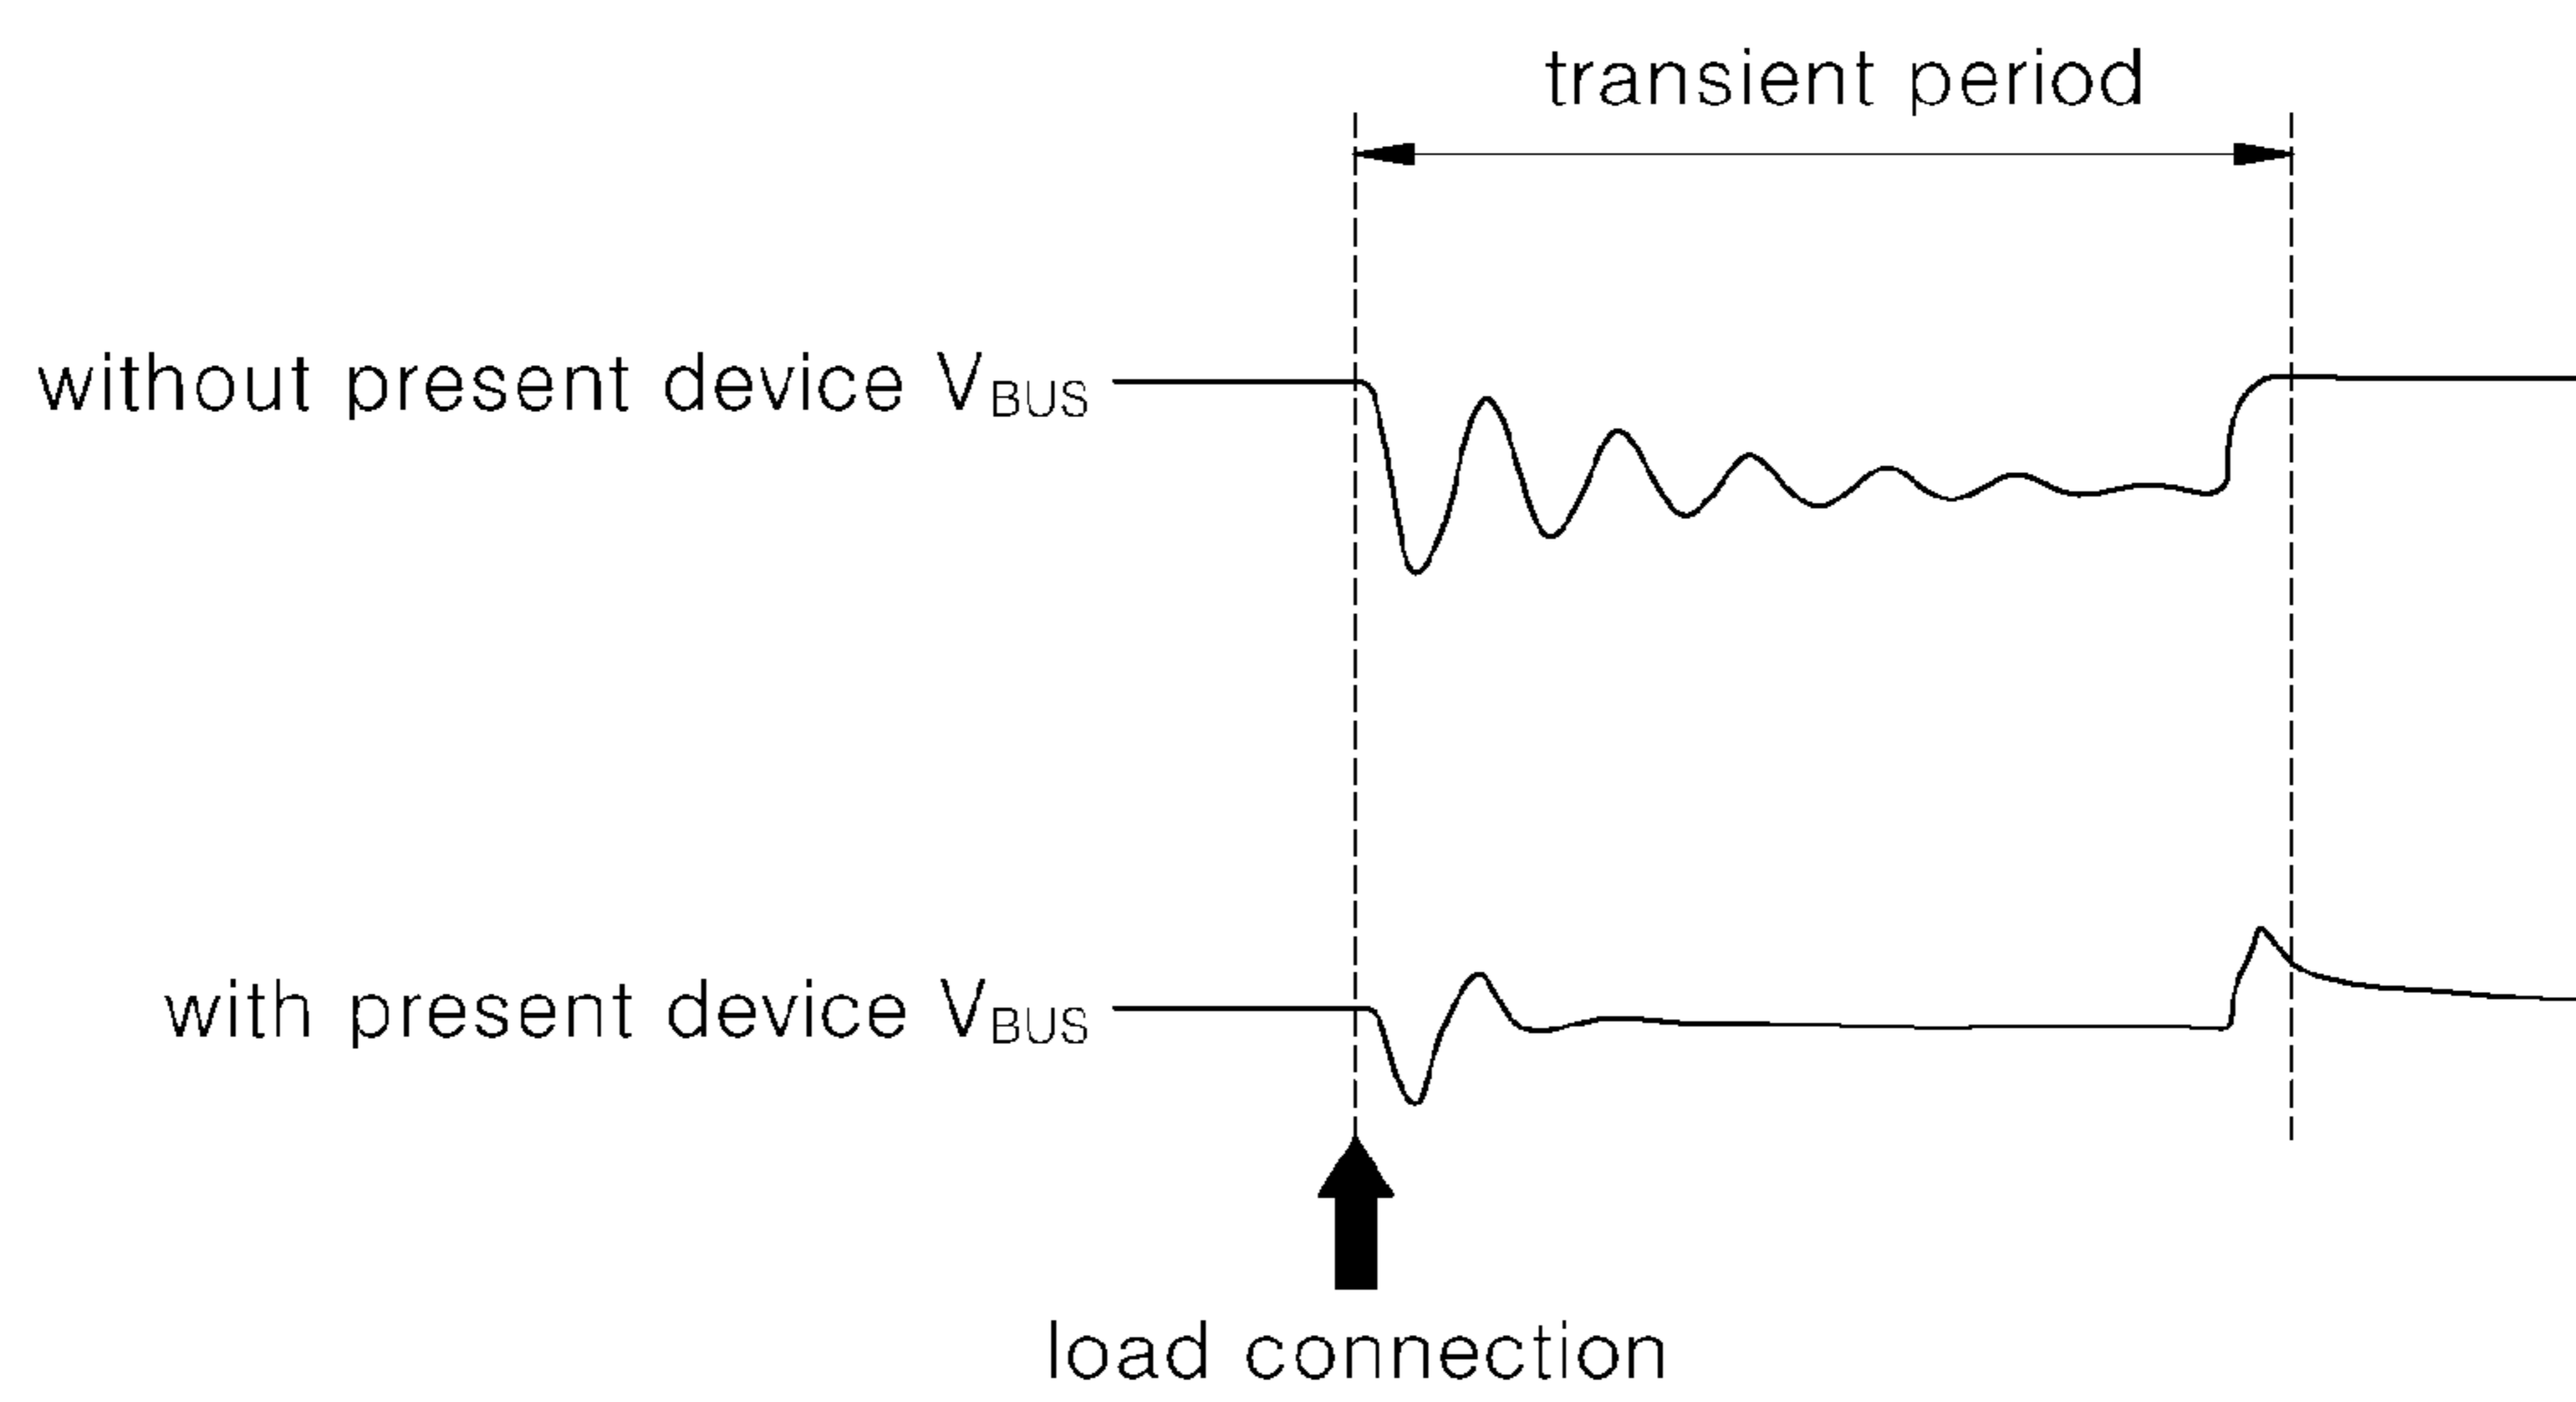 transient period
without present device VBUS
with present device VBUS
load connection